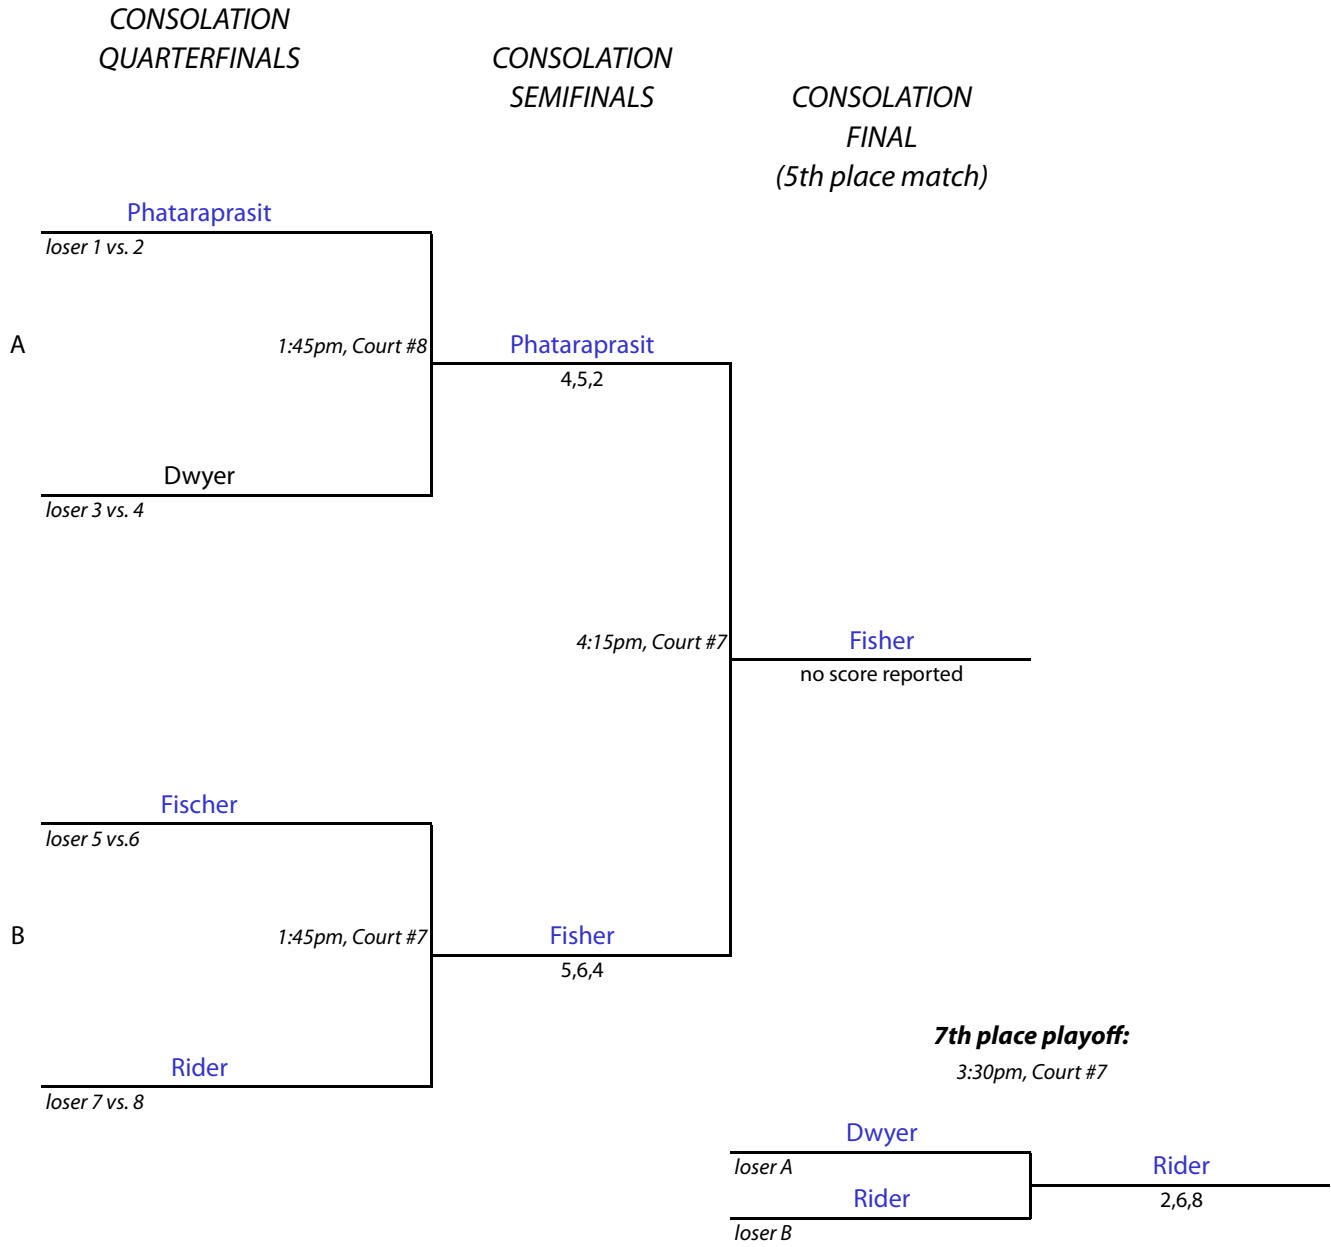 CONSOLATION
QUARTERFINALS
CONSOLATION
SEMIFINALS
CONSOLATION
FINAL
(5th place match)
Phataraprasit
loser 1 vs. 2
A
1:45pm, Court #8
Phataraprasit
4,5,2
Dwyer
loser 3 vs. 4
4:15pm, Court #7
Fisher
no score reported
Fischer
loser 5 vs.6
B
1:45pm, Court #7
Fisher
5,6,4
Rider
loser 7 vs. 8
7th place playoff:
3:30pm, Court #7
Dwyer
loser A
Rider
2,6,8
Rider
loser B